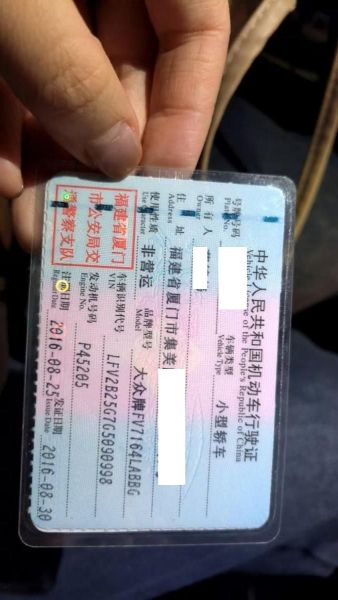 中华人民共和国机动车行驶证
Vehicle License of the People's Republic of China
号牌号码
Plate No.
车辆类型
Vehicle Type
小型轿车
所有人
Owner
住址
Address
福建省厦门市集美
使用性质
Use Character
非营运
品牌型号
Model
大众牌FV7164LABBG
福建省厦门
市公安局交
通警察支队
车辆识别代号
VIN
LFV2B25G7G5090998
发动机号码
Engine No.
P45205
注册日期
Register Date
2016-08-25
发证日期
Issue Date
2016-08-30